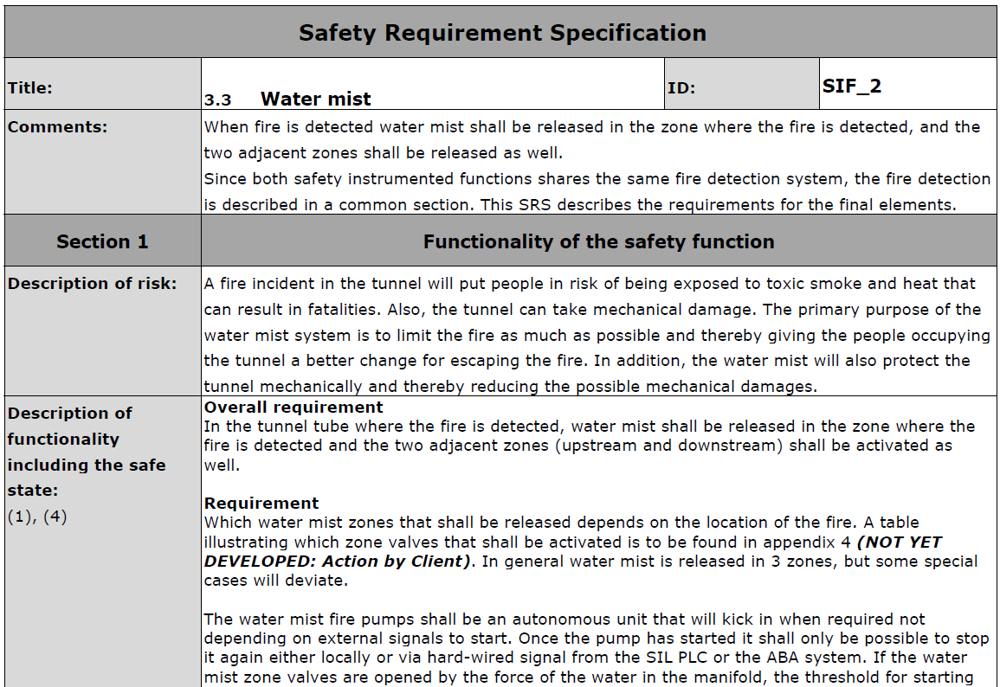 Safety Requirement Specification
Title:
3.3 Water mist
ID:
SIF_2
Comments:
When fire is detected water mist shall be released in the zone where the fire is detected, and the
two adjacent zones shall be released as well.
Since both safety instrumented functions shares the same fire detection system, the fire detection
is described in a common section. This SRS describes the requirements for the final elements.
Section 1
Functionality of the safety function
Description of risk:
A fire incident in the tunnel will put people in risk of being exposed to toxic smoke and heat that
can result in fatalities. Also, the tunnel can take mechanical damage. The primary purpose of the
water mist system is to limit the fire as much as possible and thereby giving the people occupying
the tunnel a better change for escaping the fire. In addition, the water mist will also protect the
tunnel mechanically and thereby reducing the possible mechanical damages.
Description of
functionality
including the safe
state:
(1), (4)
Overall requirement
In the tunnel tube where the fire is detected, water mist shall be released in the zone where the
fire is detected and the two adjacent zones (upstream and downstream) shall be activated as
well.
Requirement
Which water mist zones that shall be released depends on the location of the fire. A table
illustrating which zone valves that shall be activated is to be found in appendix 4 (NOT YET
DEVELOPED: Action by Client). In general water mist is released in 3 zones, but some special
cases will deviate.
The water mist fire pumps shall be an autonomous unit that will kick in when required not
depending on external signals to start. Once the pump has started it shall only be possible to stop
it again either locally or via hard-wired signal from the SIL PLC or the ABA system. If the water
mist zone valves are opened by the force of the water in the manifold, the threshold for starting